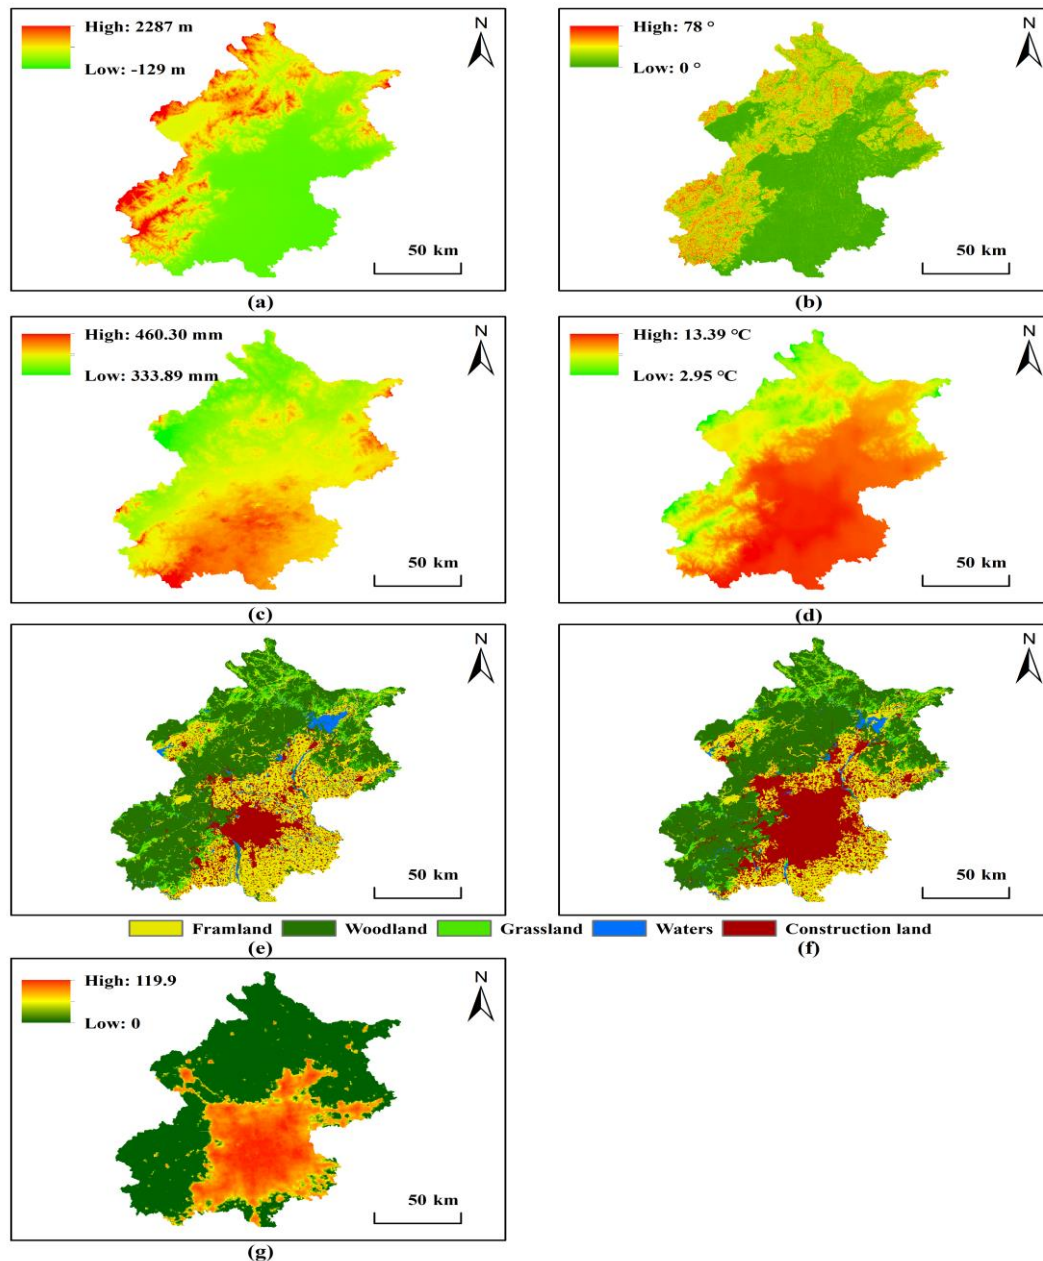 High: 2287 m
Low: -129 m
N
50 km
(a)
High: 78 °
Low: 0 °
N
50 km
(b)
High: 460.30 mm
Low: 333.89 mm
N
50 km
(c)
High: 13.39 °C
Low: 2.95 °C
N
50 km
(d)
N
50 km
N
50 km
Framland Woodland Grassland Waters Construction land
(e)
(f)
High: 119.9
Low: 0
N
50 km
(g)